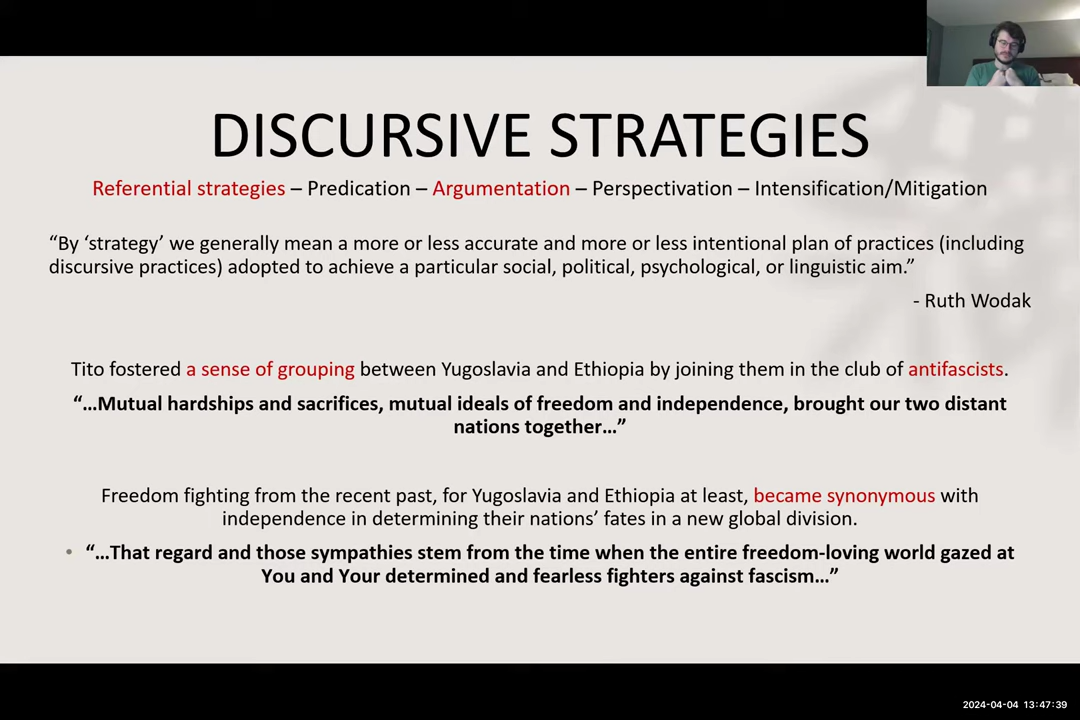 DISCURSIVE STRATEGIES
Referential strategies – Predication – Argumentation – Perspectivation – Intensification/Mitigation
“By ‘strategy’ we generally mean a more or less accurate and more or less intentional plan of practices (including
discursive practices) adopted to achieve a particular social, political, psychological, or linguistic aim.”
- Ruth Wodak
Tito fostered a sense of grouping between Yugoslavia and Ethiopia by joining them in the club of antifascists.
“…Mutual hardships and sacrifices, mutual ideals of freedom and independence, brought our two distant
nations together…”
Freedom fighting from the recent past, for Yugoslavia and Ethiopia at least, became synonymous with
independence in determining their nations’ fates in a new global division.
• “…That regard and those sympathies stem from the time when the entire freedom-loving world gazed at
You and Your determined and fearless fighters against fascism…”
2024-04-04 13:47:39